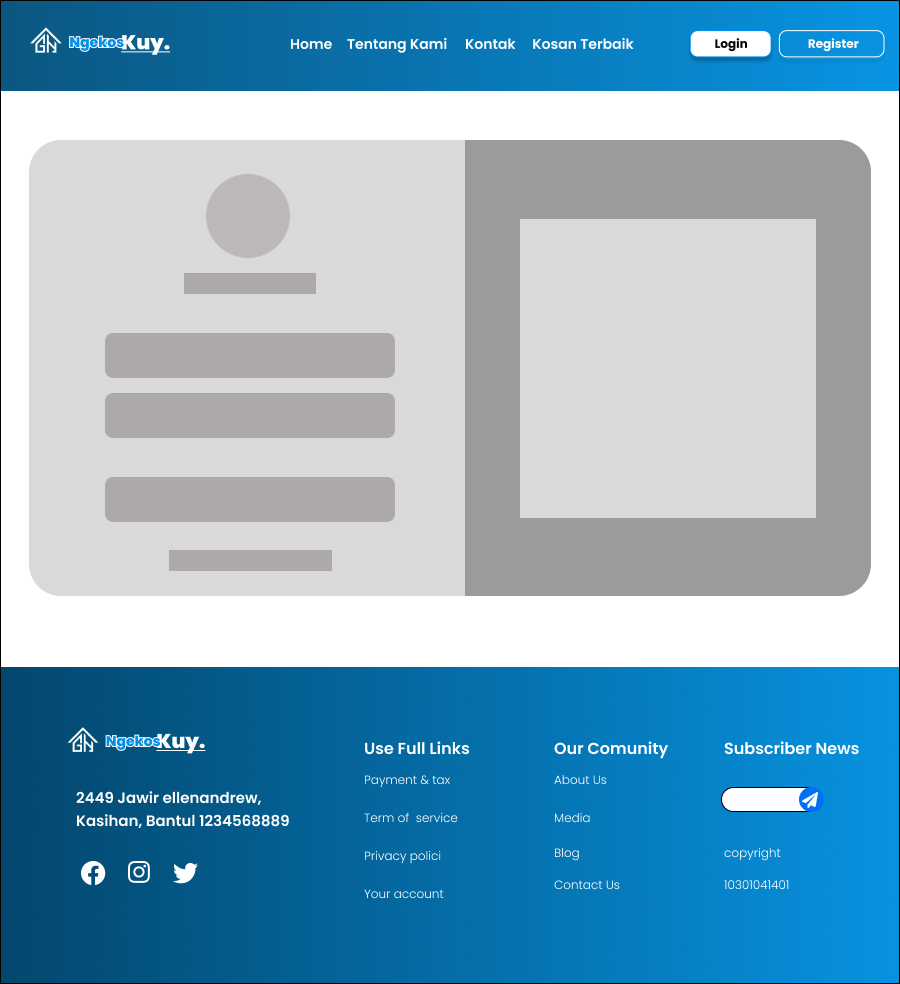 NgekosKuy.
Home Tentang Kami Kontak Kosan Terbaik
Login Register
NgekosKuy.
2449 Jawir ellenandrew,
Kasihan, Bantul 1234568889
Use Full Links
Payment & tax
Term of service
Privacy polici
Your account
Our Comunity
About Us
Media
Blog
Contact Us
Subscriber News
copyright
10301041401